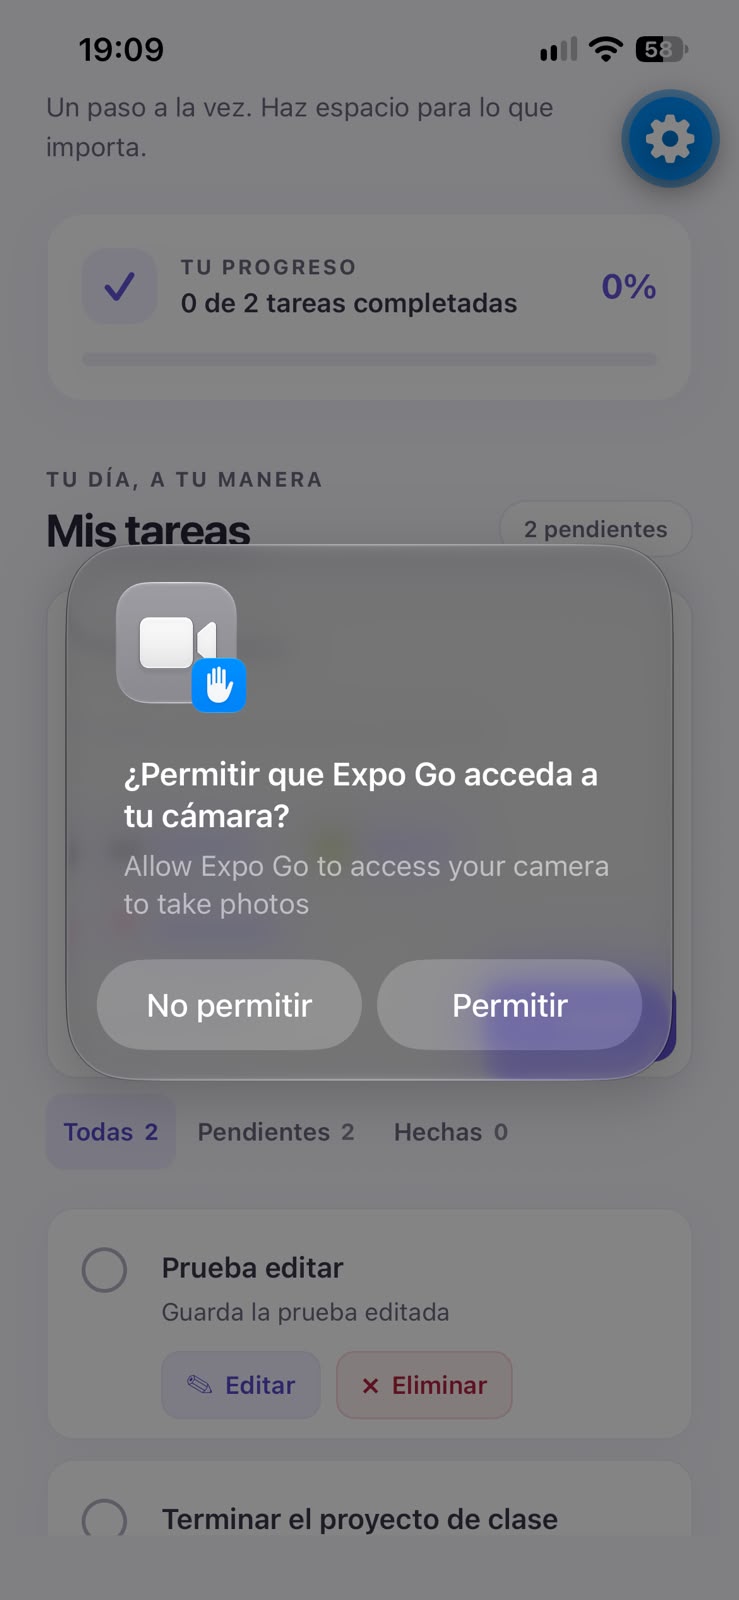 19:09
58
Un paso a la vez. Haz espacio para lo que
importa.
TU PROGRESO
0 de 2 tareas completadas
0%
TU DÍA, A TU MANERA
Mis tareas
2 pendientes
¿Permitir que Expo Go acceda a
tu cámara?
Allow Expo Go to access your camera
to take photos
No permitir
Permitir
Todas 2
Pendientes 2
Hechas 0
Prueba editar
Guarda la prueba editada
Editar
Eliminar
Terminar el proyecto de clase